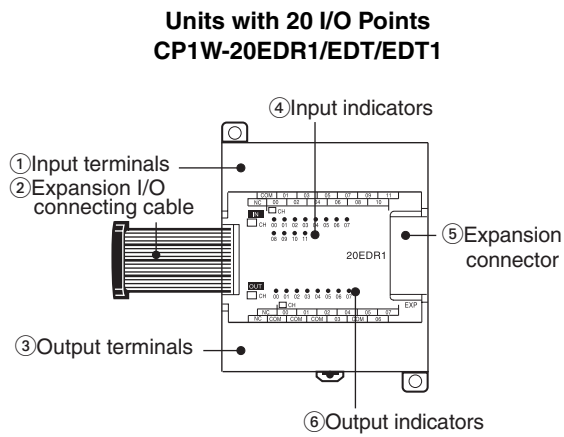 Units with 20 I/O Points
CP1W-20EDR1/EDT/EDT1
④Input indicators
①Input terminals
②Expansion I/O
connecting cable
COM 01 03 05 07 09 11
NC 00 02 04 06 08 10
CH
IN
CH 00 01 02 03 04 05 06 07
08 09 10 11
20EDR1
⑤Expansion
connector
OUT
CH 00 01 02 03 04 05 06 07
CH
EXP
NC 00 01 02 04 05 07
NC COM COM COM 03 COM 06
③Output terminals
⑥Output indicators